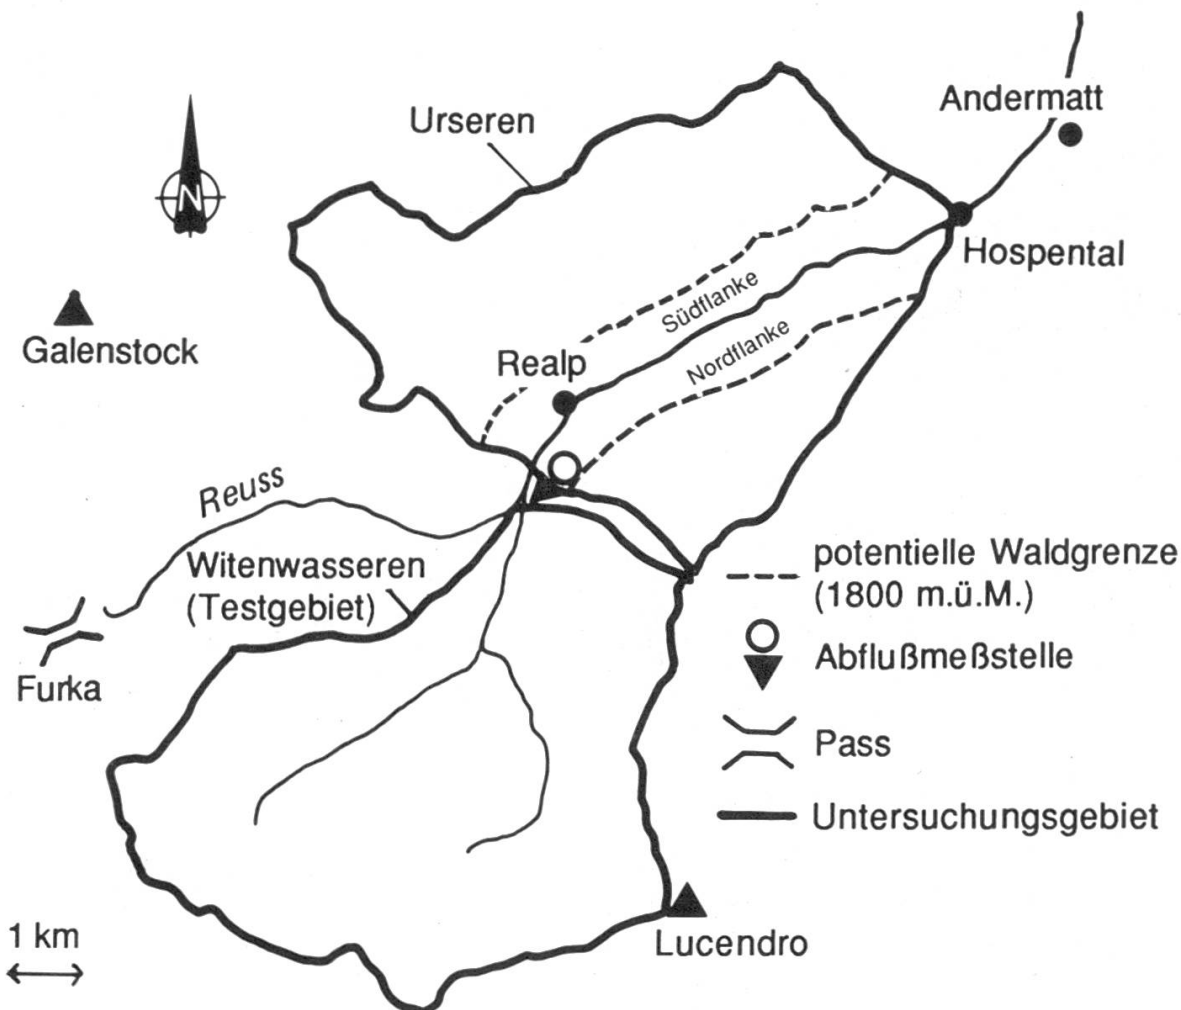 Andermatt
Urseren
N
Hospental
Südflanke
Galenstock
Nordflanke
Realp
Reuss
Witenwasseren
(Testgebiet)
potentielle Waldgrenze
(1800 m.ü.M.)
Abflußmeßstelle
Furka
Pass
Untersuchungsgebiet
1 km
Lucendro